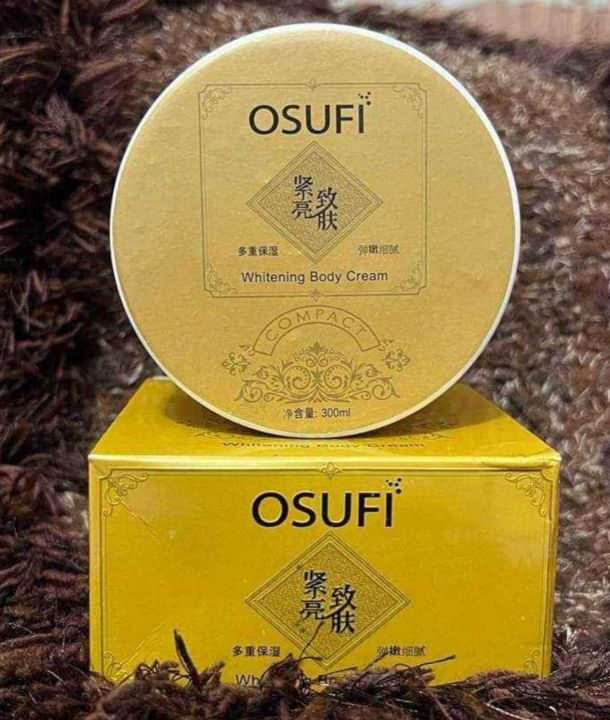 OSUFI
紧致
亮肤
多重保湿 弹嫩细腻
Whitening Body Cream
COMPACT
净含量: 300ml
Whitening Body Cream
OSUFI
紧致
亮肤
多重保湿 弹嫩细腻